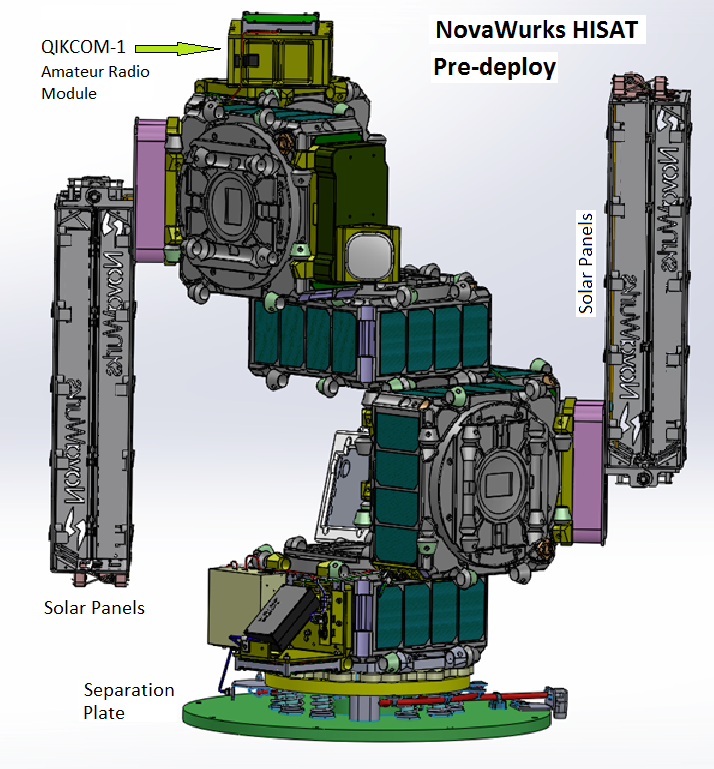 NovaWurks HISAT
Pre-deploy
QIKCOM-1
Amateur Radio
Module
NovaWurks
NovaWurks
Solar Panels
NovaWurks
NovaWurks
Solar Panels
Separation
Plate